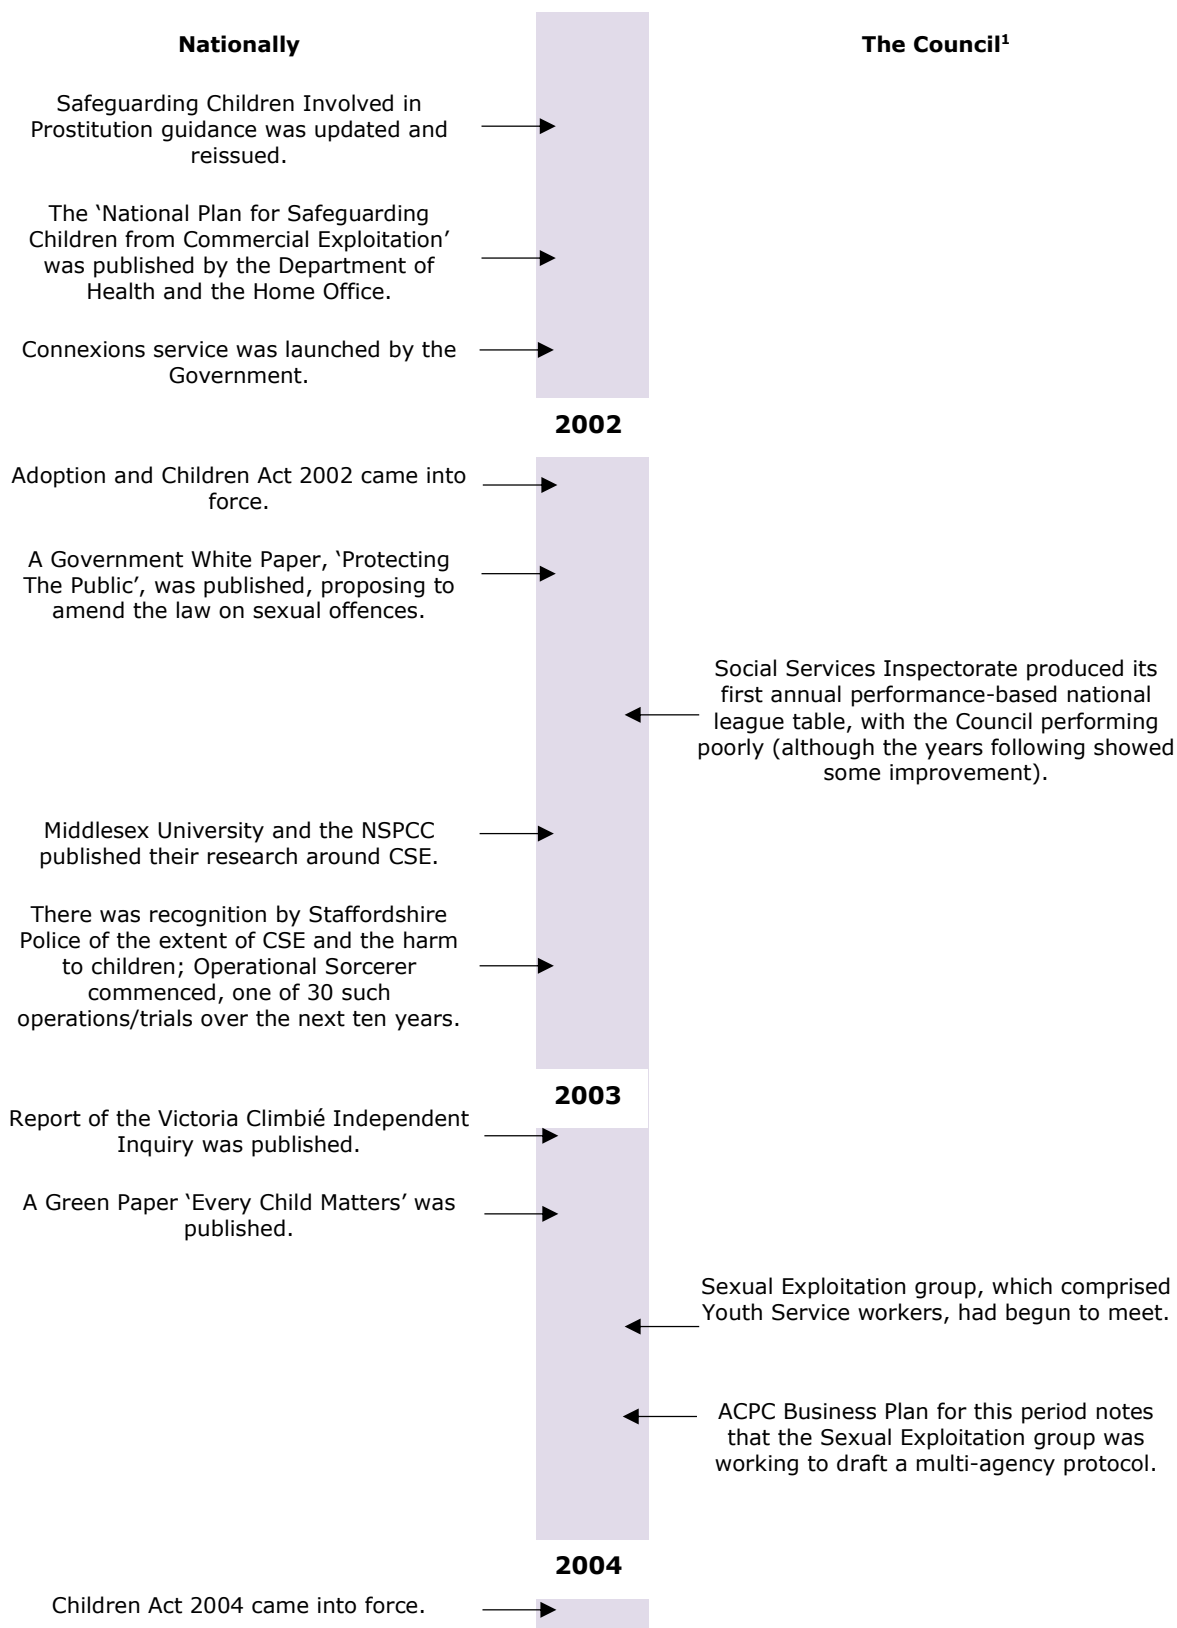 Nationally
The Council¹
Safeguarding Children Involved in
Prostitution guidance was updated and
reissued.
The ‘National Plan for Safeguarding
Children from Commercial Exploitation’
was published by the Department of
Health and the Home Office.
Connexions service was launched by the
Government.
2002
Adoption and Children Act 2002 came into
force.
A Government White Paper, ‘Protecting
The Public’, was published, proposing to
amend the law on sexual offences.
Social Services Inspectorate produced its
first annual performance-based national
league table, with the Council performing
poorly (although the years following showed
some improvement).
Middlesex University and the NSPCC
published their research around CSE.
There was recognition by Staffordshire
Police of the extent of CSE and the harm
to children; Operational Sorcerer
commenced, one of 30 such
operations/trials over the next ten years.
2003
Report of the Victoria Climbié Independent
Inquiry was published.
A Green Paper ‘Every Child Matters’ was
published.
Sexual Exploitation group, which comprised
Youth Service workers, had begun to meet.
ACPC Business Plan for this period notes
that the Sexual Exploitation group was
working to draft a multi-agency protocol.
2004
Children Act 2004 came into force.